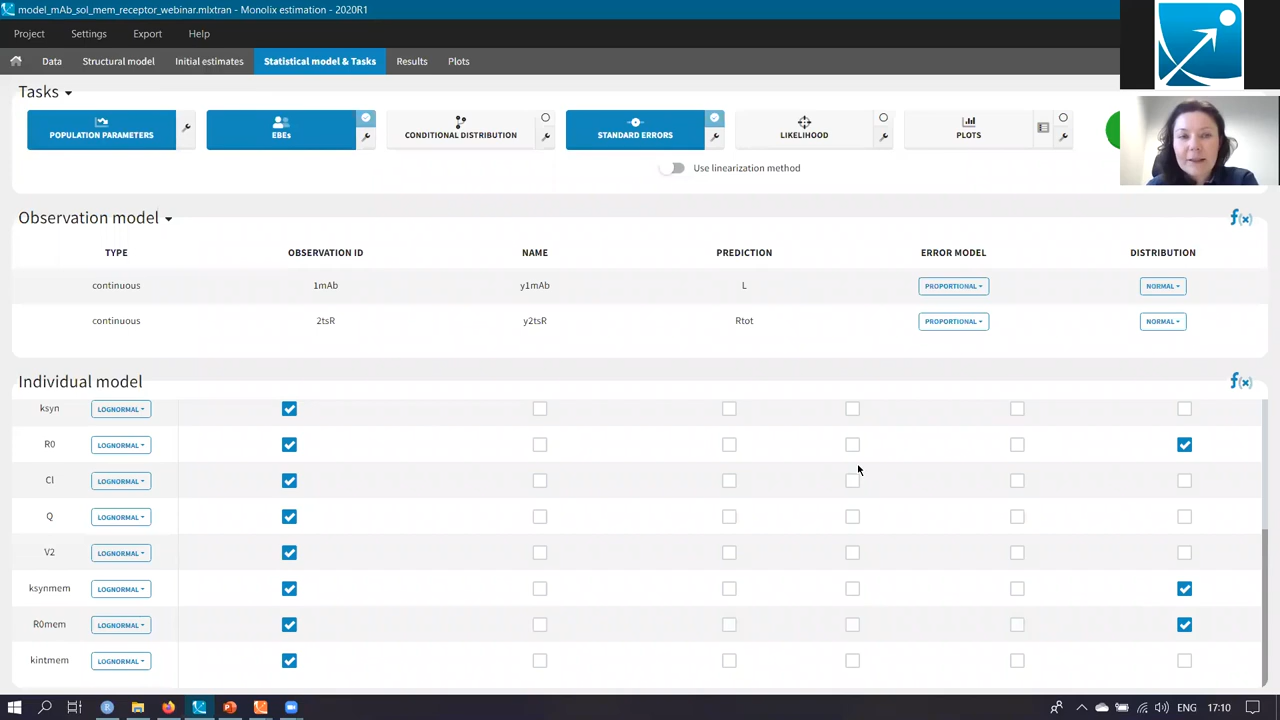 model_mAb_sol_mem_receptor_webinar.mlxtran - Monolix estimation - 2020R1
Project Settings Export Help
Data Structural model Initial estimates Statistical model & Tasks Results Plots
Tasks
POPULATION PARAMETERS EBEs CONDITIONAL DISTRIBUTION STANDARD ERRORS LIKELIHOOD PLOTS
Use linearization method
Observation model
f(x)
TYPE OBSERVATION ID NAME PREDICTION ERROR MODEL DISTRIBUTION
continuous 1mAb y1mAb L PROPORTIONAL NORMAL
continuous 2tsR y2tsR Rtot PROPORTIONAL NORMAL
Individual model
f(x)
ksyn LOGNORMAL
R0 LOGNORMAL
Cl LOGNORMAL
Q LOGNORMAL
V2 LOGNORMAL
ksynmem LOGNORMAL
R0mem LOGNORMAL
kintmem LOGNORMAL
ENG 17:10